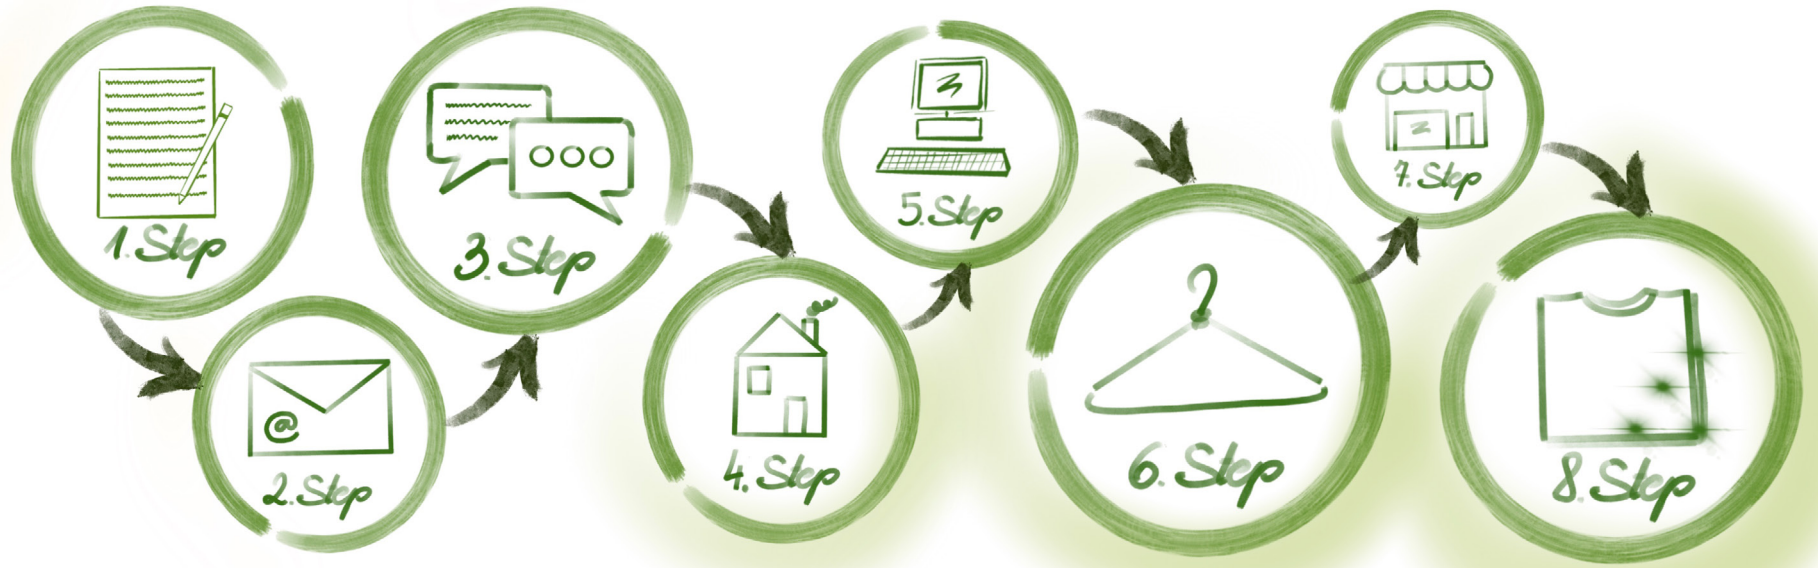 1. Step
2. Step
3. Step
@
4. Step
5. Step
6. Step
7. Step
8. Step